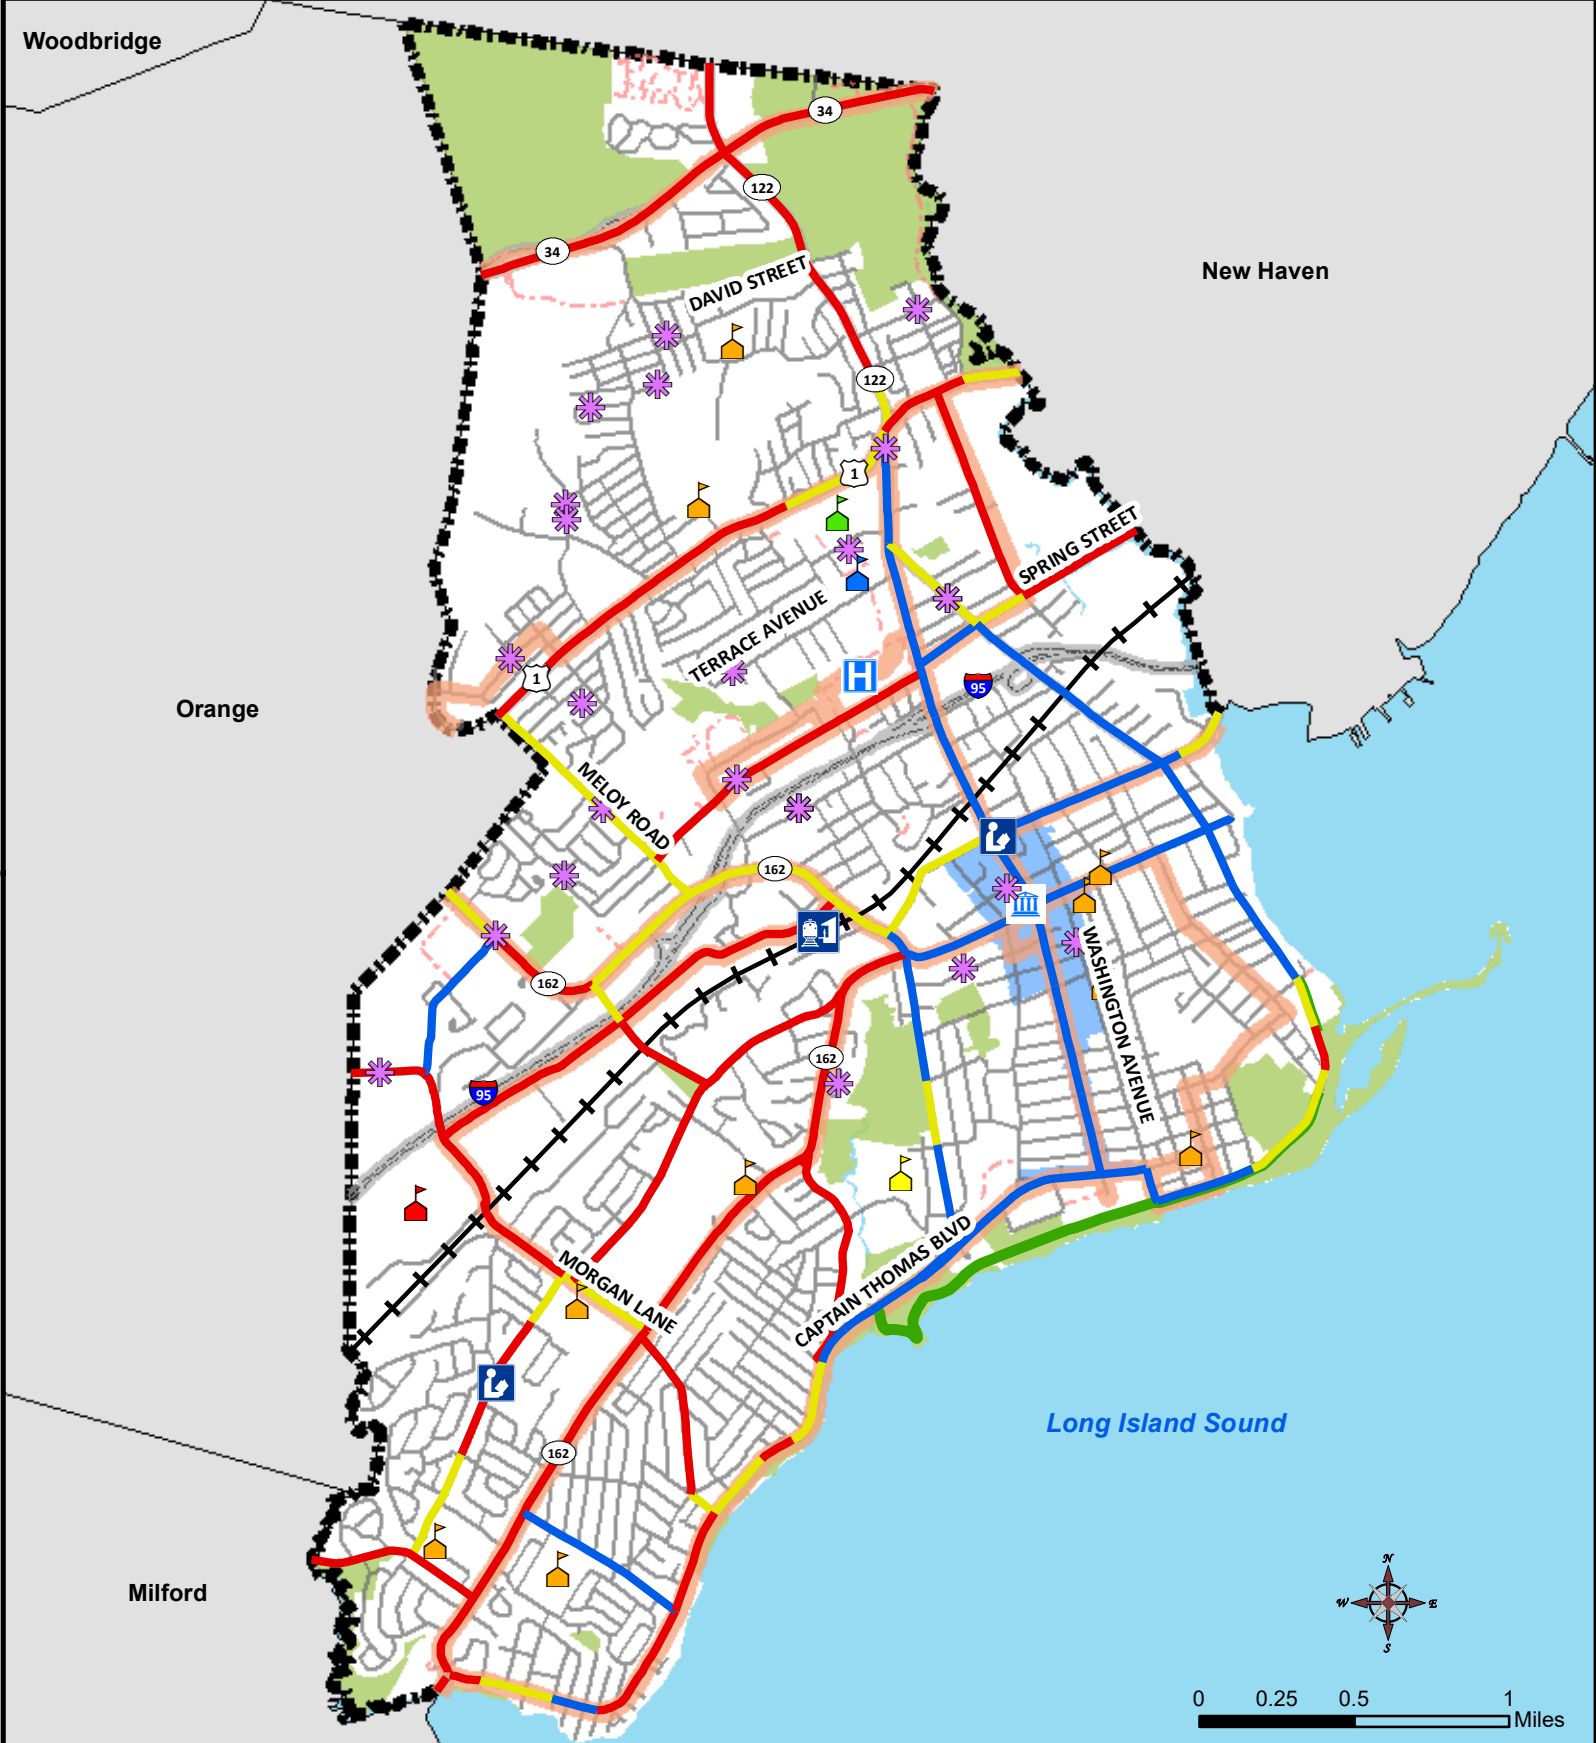 Woodbridge
34
122
New Haven
34
DAVID STREET
122
1
SPRING STREET
TERRACE AVENUE
H
1
95
Orange
MELOY ROAD
162
1
162
WASHINGTON AVENUE
162
95
CAPTAIN THOMAS BLVD
MORGAN LANE
Long Island Sound
162
Milford
N
W E
S
0 0.25 0.5 1
Miles